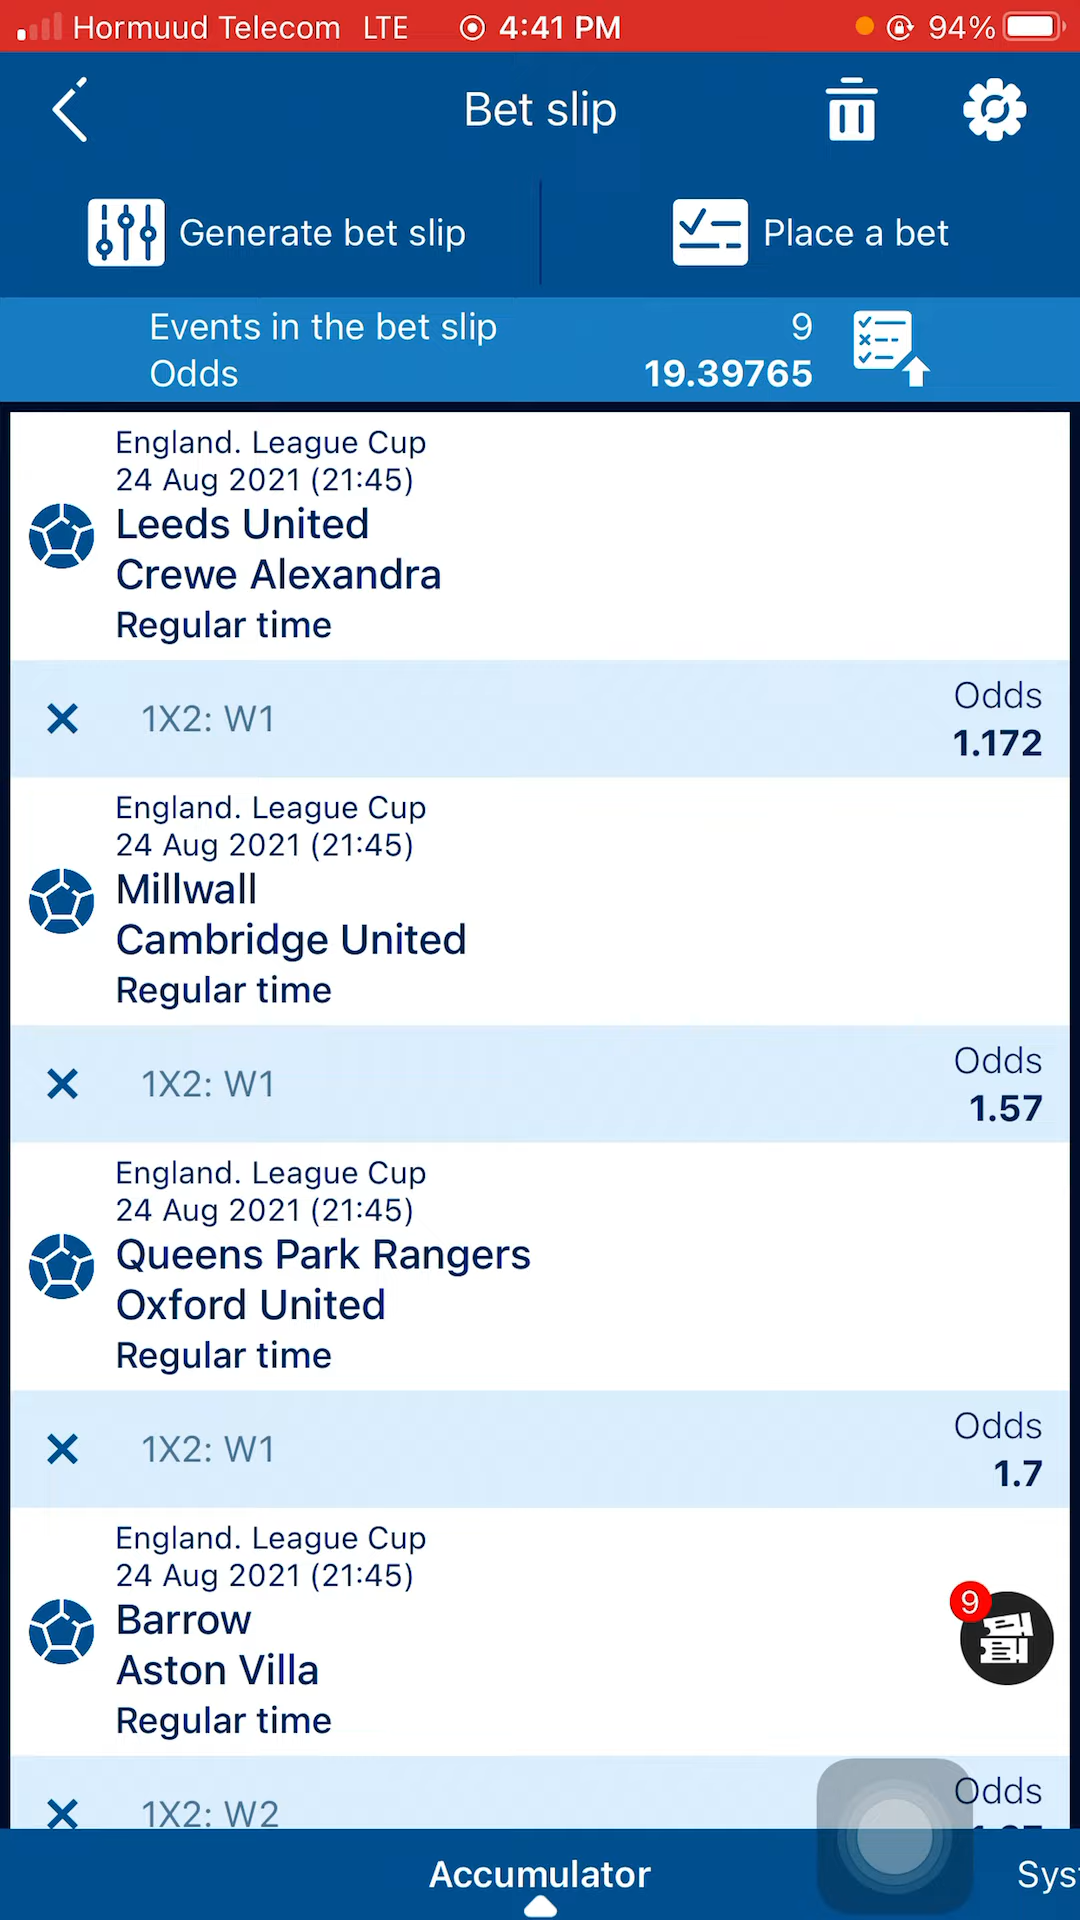 Hormuud Telecom LTE 4:41 PM 94%
Bet slip
Generate bet slip
Place a bet
Events in the bet slip 9
Odds 19.39765
England. League Cup
24 Aug 2021 (21:45)
Leeds United
Crewe Alexandra
Regular time
1X2: W1
Odds
1.172
England. League Cup
24 Aug 2021 (21:45)
Millwall
Cambridge United
Regular time
1X2: W1
Odds
1.57
England. League Cup
24 Aug 2021 (21:45)
Queens Park Rangers
Oxford United
Regular time
1X2: W1
Odds
1.7
England. League Cup
24 Aug 2021 (21:45)
Barrow
Aston Villa
Regular time
9
1X2: W2
Odds
Accumulator
Sys